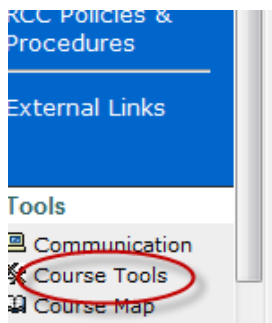 RCC Policies &
Procedures
External Links
Tools
Communication
Course Tools
Course Map